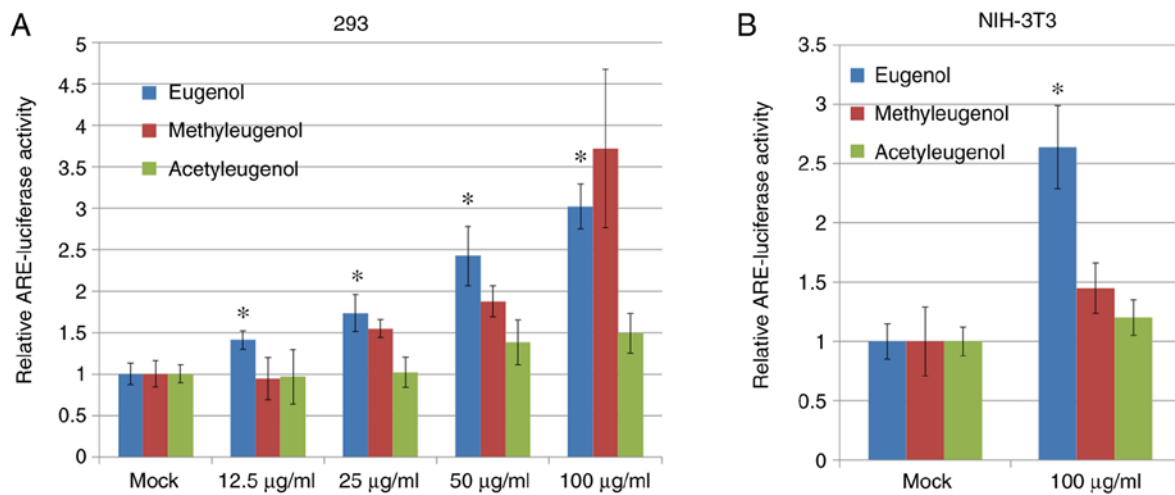 A
293
Relative ARE-luciferase activity
5
4.5
4
3.5
3
2.5
2
1.5
1
0.5
0
Eugenol
Methyleugenol
Acetyleugenol
*
*
*
*
Mock
12.5 μg/ml
25 μg/ml
50 μg/ml
100 μg/ml
B
NIH-3T3
Relative ARE-luciferase activity
3.5
3
2.5
2
1.5
1
0.5
0
Eugenol
Methyleugenol
Acetyleugenol
*
Mock
100 μg/ml